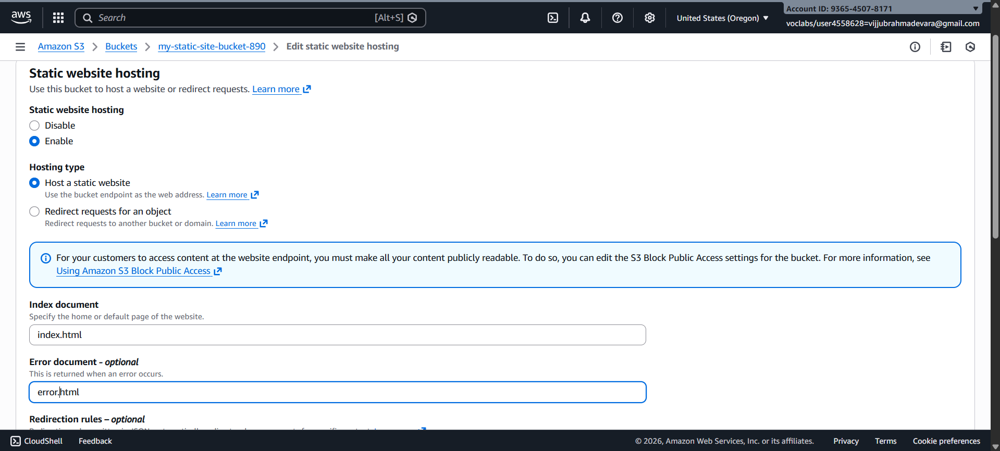 aws
Search [Alt+S]
United States (Oregon)
Account ID: 9365-4507-8171
voclabs/user4558628=vijjubrahmadevara@gmail.com
Amazon S3 > Buckets > my-static-site-bucket-890 > Edit static website hosting
Static website hosting
Use this bucket to host a website or redirect requests. Learn more
Static website hosting
Disable
Enable
Hosting type
Host a static website
Use the bucket endpoint as the web address. Learn more
Redirect requests for an object
Redirect requests to another bucket or domain. Learn more
For your customers to access content at the website endpoint, you must make all your content publicly readable. To do so, you can edit the S3 Block Public Access settings for the bucket. For more information, see
Using Amazon S3 Block Public Access
Index document
Specify the home or default page of the website.
index.html
Error document - optional
This is returned when an error occurs.
error.html
Redirection rules – optional
CloudShell Feedback © 2026, Amazon Web Services, Inc. or its affiliates. Privacy Terms Cookie preferences